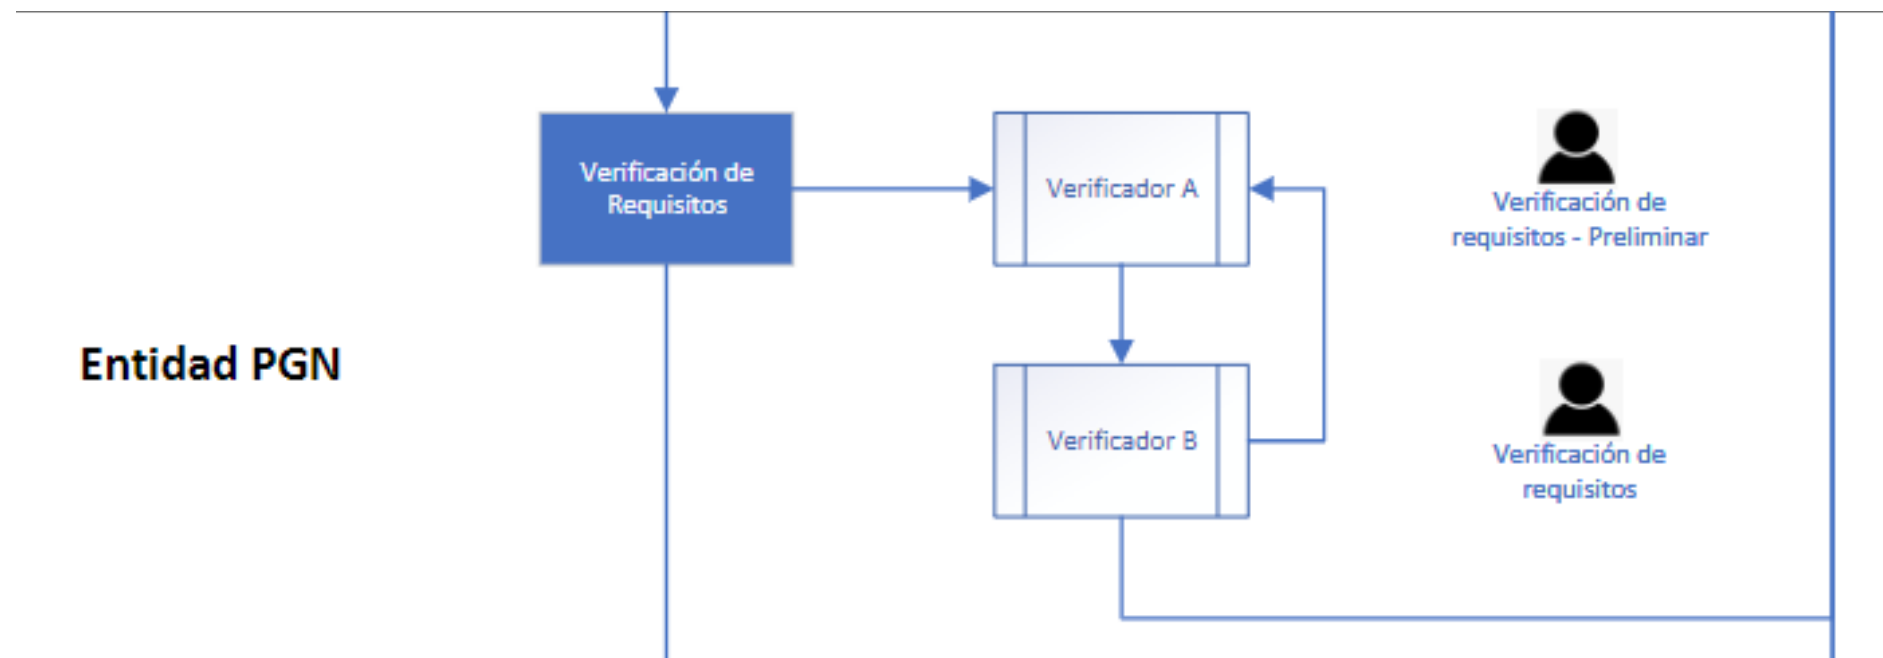 Verificación de
Requisitos
Verificador A
Verificación de
requisitos - Preliminar
Entidad PGN
Verificador B
Verificación de
requisitos